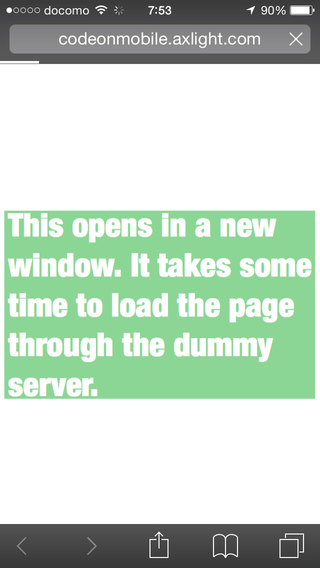 docomo 7:53 90%
codeonmobile.axlight.com
This opens in a new
window. It takes some
time to load the page
through the dummy
server.